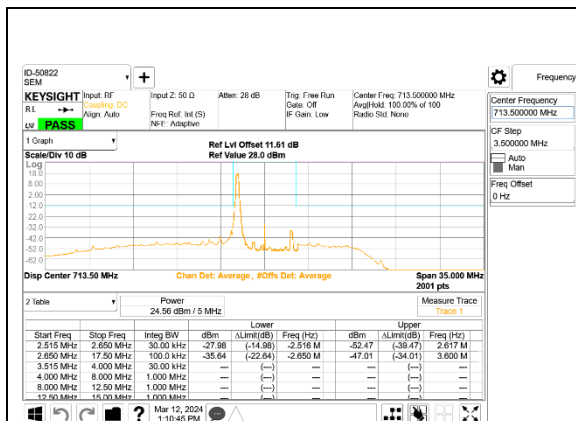 ID-50822
SEM
Frequency
KEYSIGHT
R L
PASS
Input: RF
Coupling: DC
Align: Auto
Input Z: 50 Ω
Freq Ref: Int (S)
NFE: Adaptive
Atten: 28 dB
Trig: Free Run
Gate: Off
IF Gain: Low
Center Freq: 713.500000 MHz
Avg|Hold: 100.00% of 100
Radio Std: None
Center Frequency
713.500000 MHz
CF Step
3.500000 MHz
Auto
Man
Freq Offset
0 Hz
1 Graph
Scale/Div 10 dB
Ref Lvl Offset 11.61 dB
Ref Value 28.0 dBm
Log
18.0
8.00
2.00
12.0
-22.0
-32.0
-42.0
-52.0
-62.0
Disp Center 713.50 MHz
Chan Det: Average , #Offs Det: Average
Span 35.000 MHz
2001 pts
2 Table
Power
24.56 dBm / 5 MHz
Measure Trace
Trace 1
Lower Upper
Start Freq Stop Freq Integ BW dBm ΔLimit(dB) Freq (Hz) dBm ΔLimit(dB) Freq (Hz)
2.515 MHz 2.650 MHz 30.00 kHz -27.98 (-14.98) -2.516 M -52.47 (-39.47) 2.617 M
2.650 MHz 17.50 MHz 100.0 kHz -35.64 (-22.64) -2.650 M -47.01 (-34.01) 3.600 M
3.515 MHz 4.000 MHz 30.00 kHz --- (---) --- --- (---) ---
4.000 MHz 8.000 MHz 1.000 MHz --- (---) --- --- (---) ---
8.000 MHz 12.50 MHz 1.000 MHz --- (---) --- --- (---) ---
12.50 MHz 15.00 MHz 1.000 MHz --- (---) --- --- (---) ---
?
Mar 12, 2024
1:10:45 PM